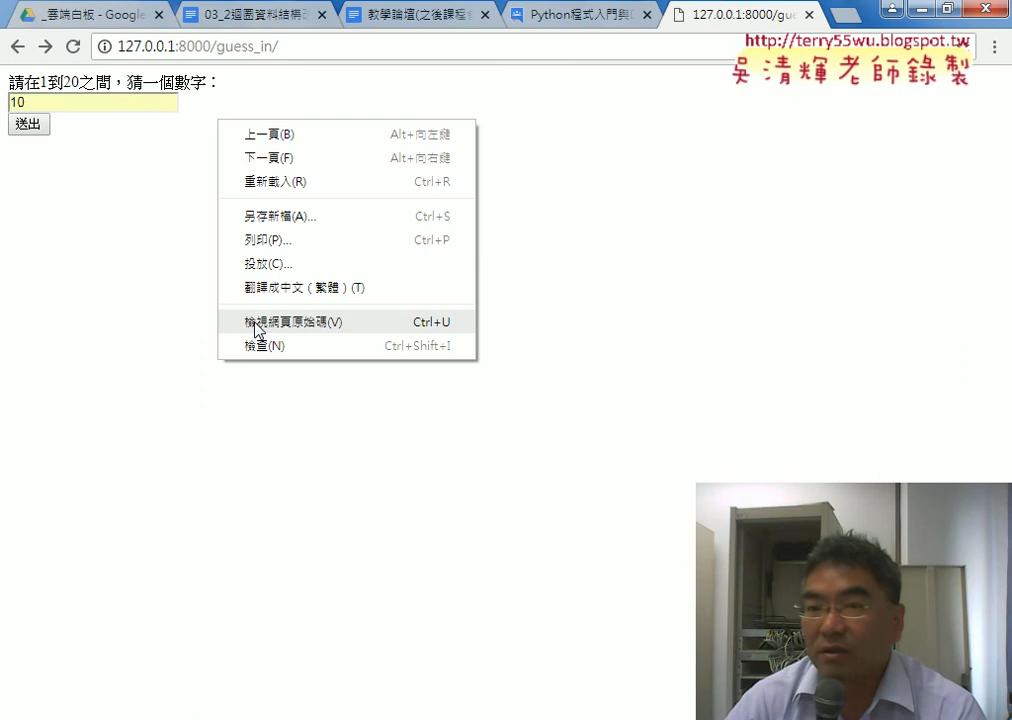 _雲端白板 - Google
03_2迴圈資料結構
教學論壇(之後課程
Python程式入門與
127.0.0.1:8000/gu
127.0.0.1:8000/guess_in/
http://terry55wu.blogspot.tw
吳清輝老師錄製
請在1到20之間，猜一個數字：
10
送出
上一頁(B) Alt+向左鍵
下一頁(F) Alt+向右鍵
重新載入(R) Ctrl+R
另存新檔(A)... Ctrl+S
列印(P)... Ctrl+P
投放(C)...
翻譯成中文（繁體）(T)
檢視網頁原始碼(V) Ctrl+U
檢查(N) Ctrl+Shift+I